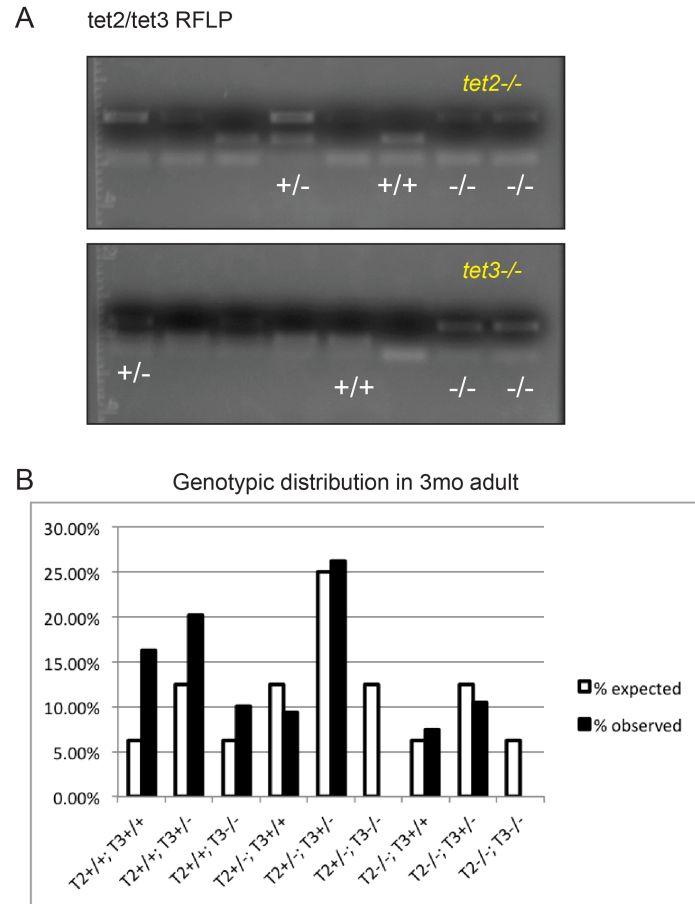 A tet2/tet3 RFLP
tet2-/-
+/- +/+ -/- -/-
tet3-/-
+/-
+/+ -/- -/-
B Genotypic distribution in 3mo adult
30.00%
25.00%
20.00%
15.00%
10.00%
5.00%
0.00%
% expected
% observed
T2+/+; T3+/+
T2+/+; T3+/-
T2+/+; T3-/-
T2+/-; T3+/+
T2+/-; T3+/-
T2+/-; T3-/-
T2-/-; T3+/+
T2-/-; T3+/-
T2-/-; T3-/-